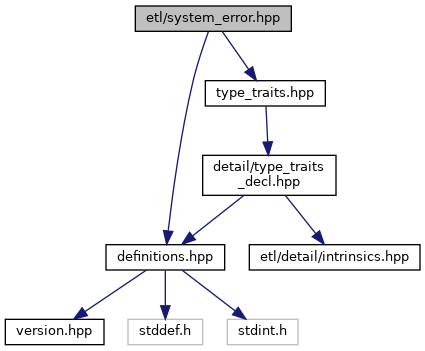 etl/system_error.hpp
type_traits.hpp
detail/type_traits
_decl.hpp
definitions.hpp
etl/detail/intrinsics.hpp
version.hpp
stddef.h
stdint.h